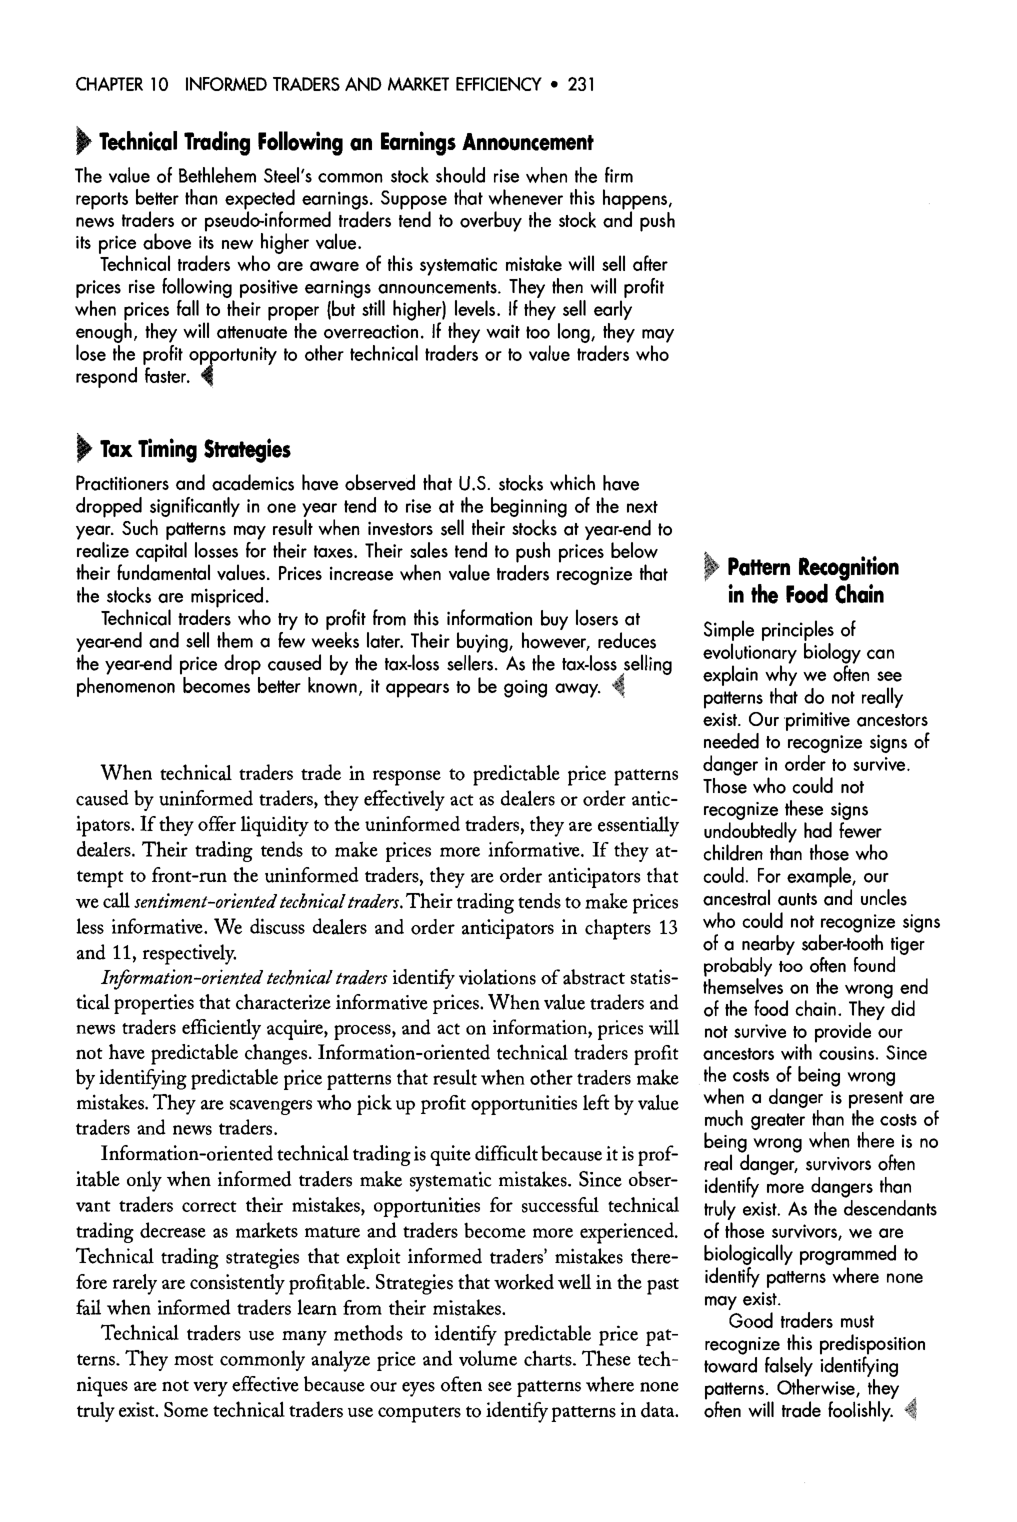 CHAPTER 10 INFORMED TRADERS AND MARKET EFFICIENCY • 231
Technical Trading Following an Earnings Announcement
The value of Bethlehem Steel's common stock should rise when the firm
reports better than expected earnings. Suppose that whenever this happens,
news traders or pseudo-informed traders tend to overbuy the stock and push
its price above its new higher value.
Technical traders who are aware of this systematic mistake will sell after
prices rise following positive earnings announcements. They then will profit
when prices fall to their proper (but still higher) levels. If they sell early
enough, they will attenuate the overreaction. If they wait too long, they may
lose the profit opportunity to other technical traders or to value traders who
respond faster.
Tax Timing Strategies
Practitioners and academics have observed that U.S. stocks which have
dropped significantly in one year tend to rise at the beginning of the next
year. Such patterns may result when investors sell their stocks at year-end to
realize capital losses for their taxes. Their sales tend to push prices below
their fundamental values. Prices increase when value traders recognize that
the stocks are mispriced.
Technical traders who try to profit from this information buy losers at
year-end and sell them a few weeks later. Their buying, however, reduces
the year-end price drop caused by the tax-loss sellers. As the tax-loss selling
phenomenon becomes better known, it appears to be going away.
When technical traders trade in response to predictable price patterns
caused by uninformed traders, they effectively act as dealers or order antic-
ipators. If they offer liquidity to the uninformed traders, they are essentially
dealers. Their trading tends to make prices more informative. If they at-
tempt to front-run the uninformed traders, they are order anticipators that
we call sentiment-oriented technical traders. Their trading tends to make prices
less informative. We discuss dealers and order anticipators in chapters 13
and 11, respectively.
Information-oriented technical traders identify violations of abstract statis-
tical properties that characterize informative prices. When value traders and
news traders efficiently acquire, process, and act on information, prices will
not have predictable changes. Information-oriented technical traders profit
by identifying predictable price patterns that result when other traders make
mistakes. They are scavengers who pick up profit opportunities left by value
traders and news traders.
Information-oriented technical trading is quite difficult because it is prof-
itable only when informed traders make systematic mistakes. Since obser-
vant traders correct their mistakes, opportunities for successful technical
trading decrease as markets mature and traders become more experienced.
Technical trading strategies that exploit informed traders' mistakes there-
fore rarely are consistently profitable. Strategies that worked well in the past
fail when informed traders learn from their mistakes.
Technical traders use many methods to identify predictable price pat-
terns. They most commonly analyze price and volume charts. These tech-
niques are not very effective because our eyes often see patterns where none
truly exist. Some technical traders use computers to identify patterns in data.
Pattern Recognition
in the Food Chain
Simple principles of
evolutionary biology can
explain why we often see
patterns that do not really
exist. Our primitive ancestors
needed to recognize signs of
danger in order to survive.
Those who could not
recognize these signs
undoubtedly had fewer
children than those who
could. For example, our
ancestral aunts and uncles
who could not recognize signs
of a nearby saber-tooth tiger
probably too often found
themselves on the wrong end
of the food chain. They did
not survive to provide our
ancestors with cousins. Since
the costs of being wrong
when a danger is present are
much greater than the costs of
being wrong when there is no
real danger, survivors often
identify more dangers than
truly exist. As the descendants
of those survivors, we are
biologically programmed to
identify patterns where none
may exist.
Good traders must
recognize this predisposition
toward falsely identifying
patterns. Otherwise, they
often will trade foolishly.